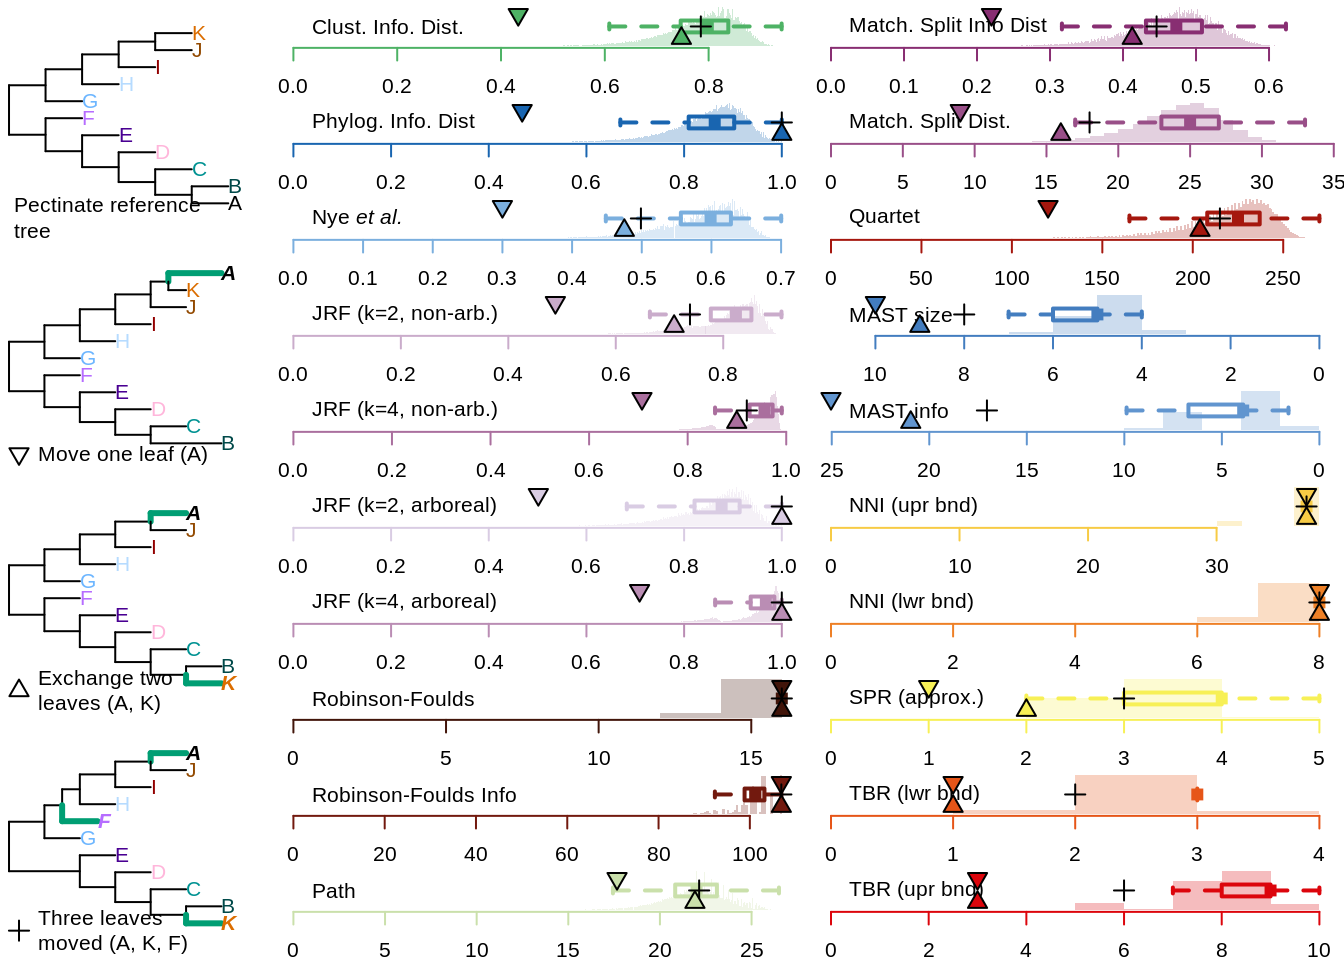 K
J
I
H
G
F
E
D
C
B
A
Pectinate reference
tree
A
K
J
I
H
G
F
E
D
C
B
Move one leaf (A)
A
J
I
H
G
F
E
D
C
B
K
Exchange two
leaves (A, K)
A
J
I
H
F
G
E
D
C
B
K
Three leaves
moved (A, K, F)
Clust. Info. Dist.
0.0 0.2 0.4 0.6 0.8
Phylog. Info. Dist
0.0 0.2 0.4 0.6 0.8 1.0
Nye et al.
0.0 0.1 0.2 0.3 0.4 0.5 0.6 0.7
JRF (k=2, non-arb.)
0.0 0.2 0.4 0.6 0.8
JRF (k=4, non-arb.)
0.0 0.2 0.4 0.6 0.8 1.0
JRF (k=2, arboreal)
0.0 0.2 0.4 0.6 0.8 1.0
JRF (k=4, arboreal)
0.0 0.2 0.4 0.6 0.8 1.0
Robinson-Foulds
0 5 10 15
Robinson-Foulds Info
0 20 40 60 80 100
Path
0 5 10 15 20 25
Match. Split Info Dist
0.0 0.1 0.2 0.3 0.4 0.5 0.6
Match. Split Dist.
0 5 10 15 20 25 30 35
Quartet
0 50 100 150 200 250
MAST size
10 8 6 4 2 0
MAST info
25 20 15 10 5 0
NNI (upr bnd)
0 10 20 30
NNI (lwr bnd)
0 2 4 6 8
SPR (approx.)
0 1 2 3 4 5
TBR (lwr bnd)
0 1 2 3 4
TBR (upr bnd)
0 2 4 6 8 10